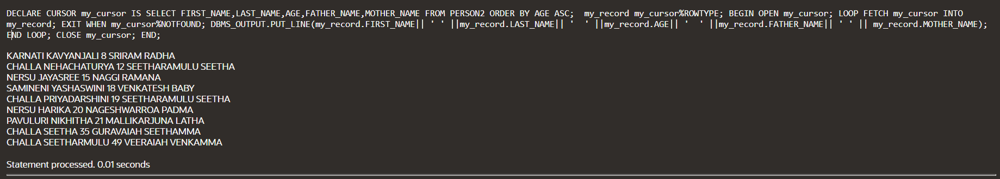 DECLARE CURSOR my_cursor IS SELECT FIRST_NAME,LAST_NAME,AGE,FATHER_NAME,MOTHER_NAME FROM PERSON2 ORDER BY AGE ASC;  my_record my_cursor%ROWTYPE; BEGIN OPEN my_cursor; LOOP FETCH my_cursor INTO
my_record; EXIT WHEN my_cursor%NOTFOUND; DBMS_OUTPUT.PUT_LINE(my_record.FIRST_NAME|| ' ' ||my_record.LAST_NAME|| '  ' ||my_record.AGE|| '  ' ||my_record.FATHER_NAME|| ' ' || my_record.MOTHER_NAME);
END LOOP; CLOSE my_cursor; END;
KARNATI KAVYANJALI 8 SRIRAM RADHA
CHALLA NEHACHATURYA 12 SEETHARAMULU SEETHA
NERSU JAYASREE 15 NAGGI RAMANA
SAMINENI YASHASWINI 18 VENKATESH BABY
CHALLA PRIYADARSHINI 19 SEETHARAMULU SEETHA
NERSU HARIKA 20 NAGESHWARROA PADMA
PAVULURI NIKHITHA 21 MALLIKARJUNA LATHA
CHALLA SEETHA 35 GURAVAIAH SEETHAMMA
CHALLA SEETHARMULU 49 VEERAIAH VENKAMMA
Statement processed. 0.01 seconds